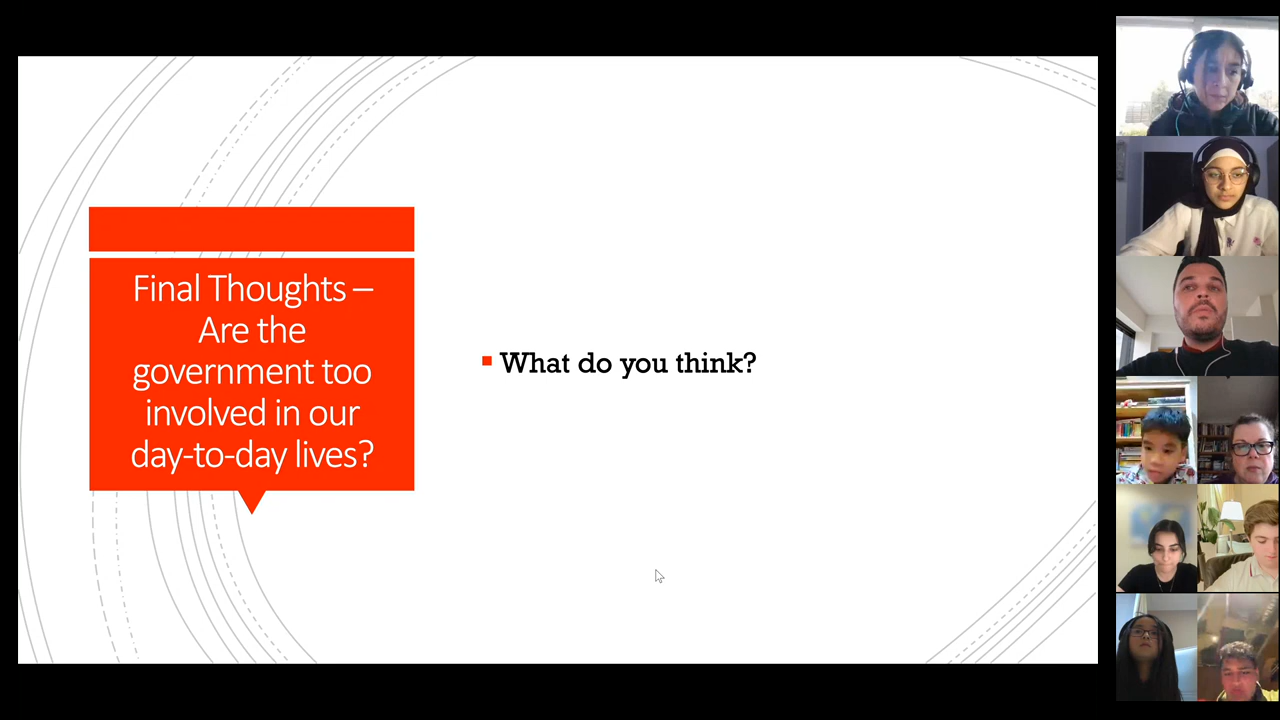 Final Thoughts –
Are the
government too
involved in our
day-to-day lives?
What do you think?